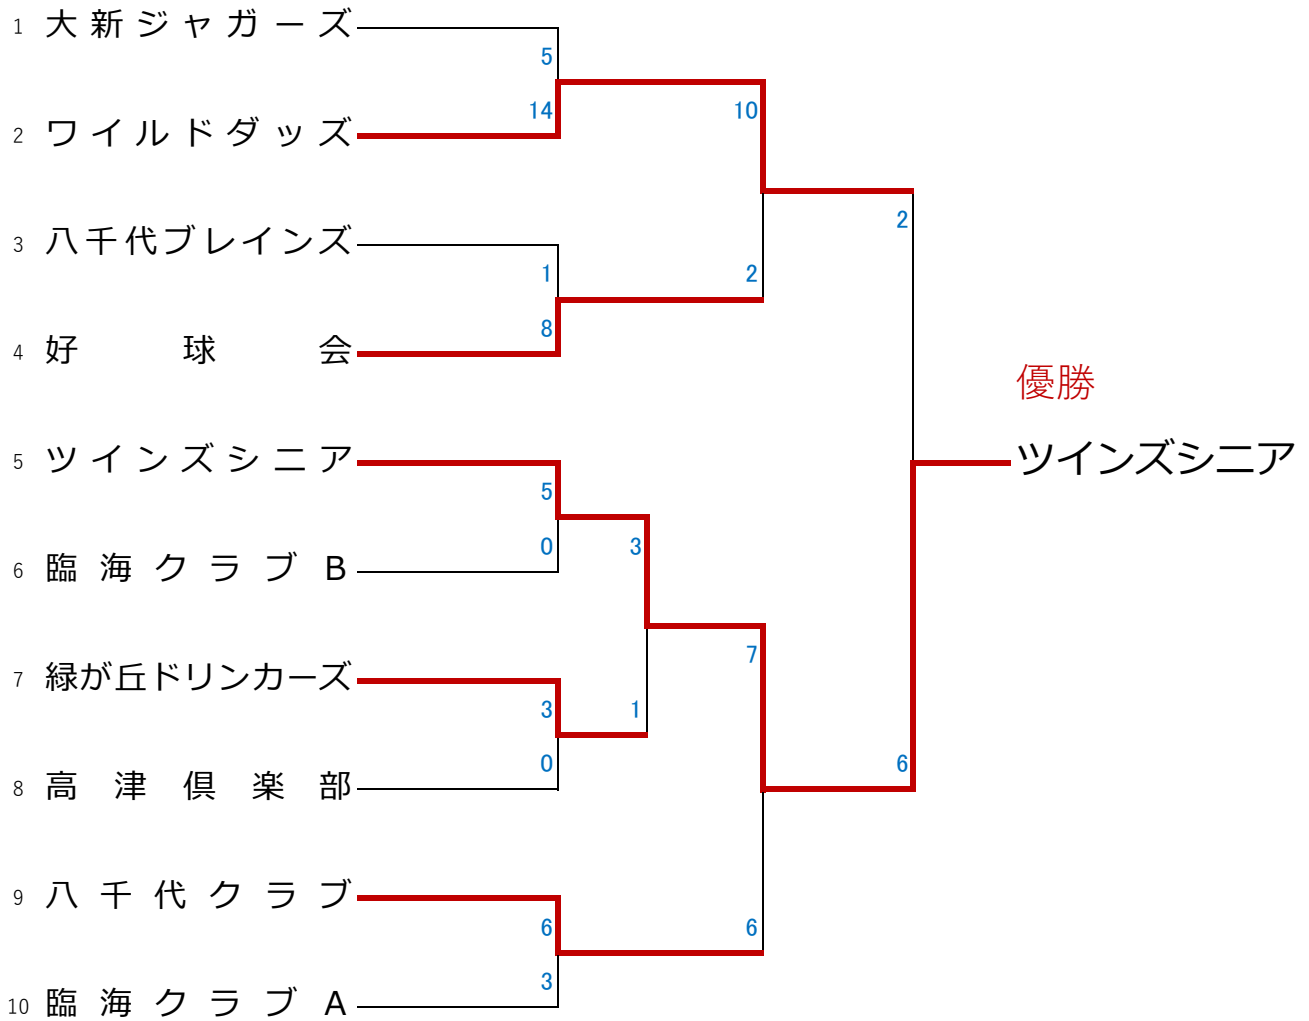 1 大新ジャガーズ
5
14
10
2 ワイルドダッズ
2
3 八千代ブレインズ
1
2
8
4 好球会
優勝
5 ツインズシニア
ツインズシニア
5
0
3
6 臨海クラブB
7
7 緑が丘ドリンカーズ
3
1
0
6
8 高津倶楽部
9 八千代クラブ
6
6
3
10 臨海クラブA